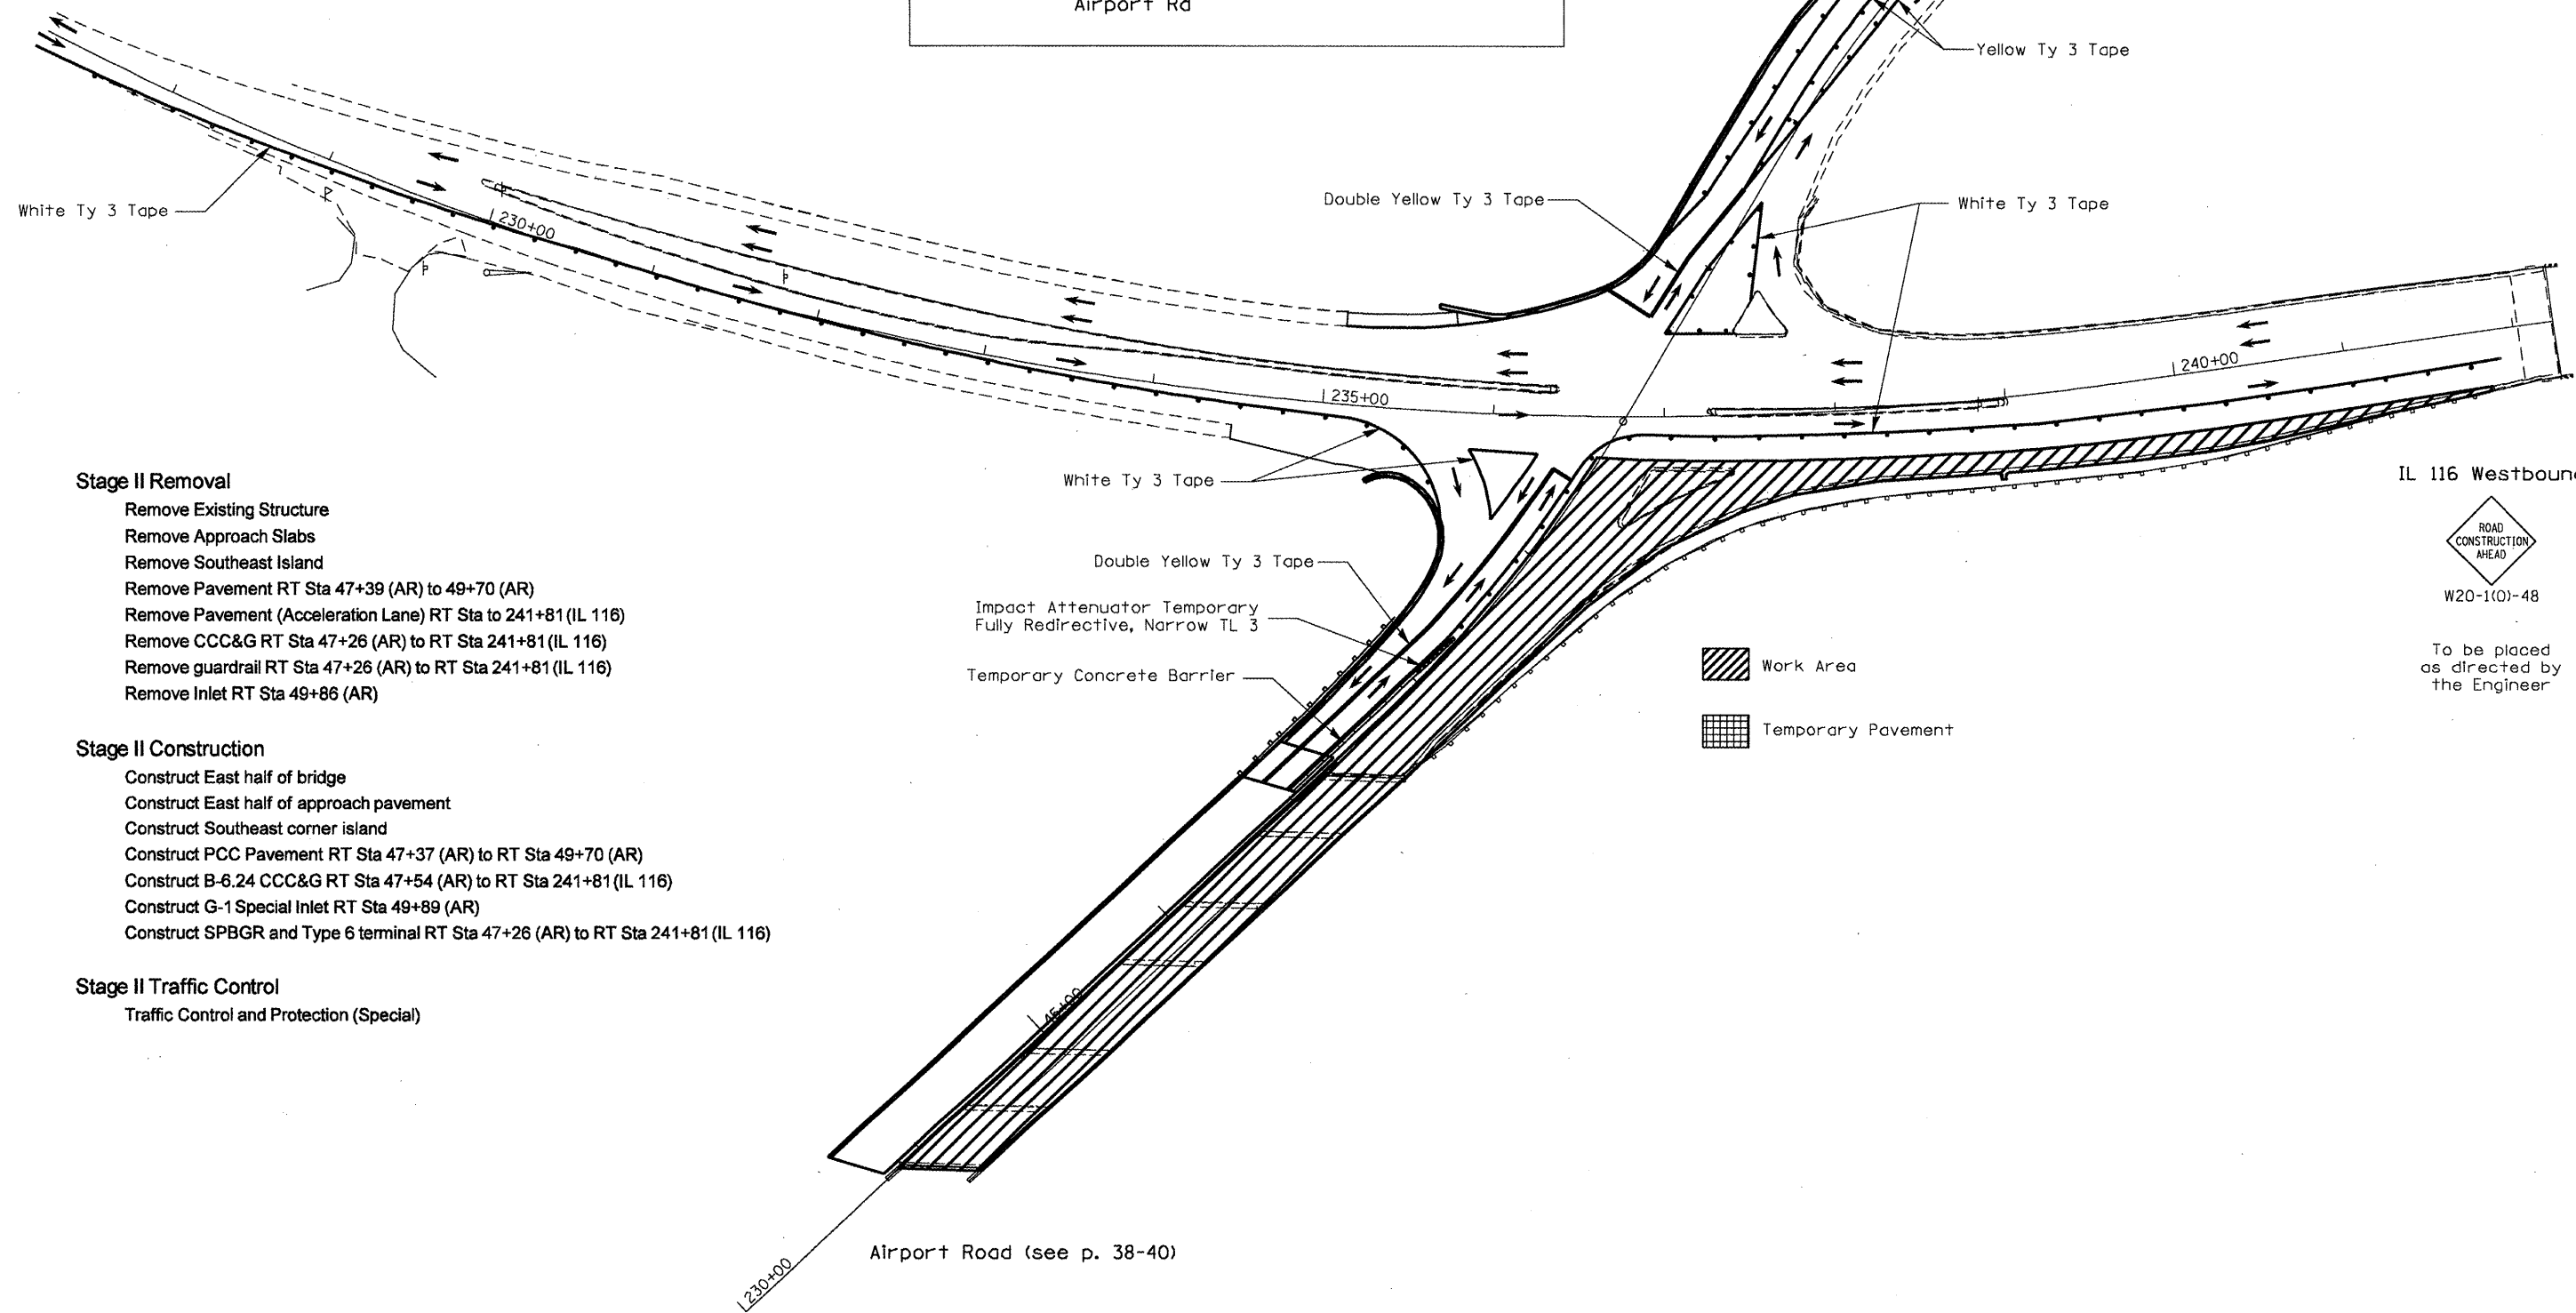 Airport Rd
Yellow Ty 3 Tape
White Ty 3 Tape
230+00
Double Yellow Ty 3 Tape
White Ty 3 Tape
240+00
235+00
White Ty 3 Tape
IL 116 Westboun
ROAD
CONSTRUCTION
AHEAD
W20-1(O)-48
To be placed
as directed by
the Engineer
Double Yellow Ty 3 Tape
Impact Attenuator Temporary
Fully Redirective, Narrow TL 3
Temporary Concrete Barrier
Work Area
Temporary Pavement
Stage II Removal
Remove Existing Structure
Remove Approach Slabs
Remove Southeast Island
Remove Pavement RT Sta 47+39 (AR) to 49+70 (AR)
Remove Pavement (Acceleration Lane) RT Sta to 241+81 (IL 116)
Remove CCC&G RT Sta 47+26 (AR) to RT Sta 241+81 (IL 116)
Remove guardrail RT Sta 47+26 (AR) to RT Sta 241+81 (IL 116)
Remove Inlet RT Sta 49+86 (AR)
Stage II Construction
Construct East half of bridge
Construct East half of approach pavement
Construct Southeast corner island
Construct PCC Pavement RT Sta 47+37 (AR) to RT Sta 49+70 (AR)
Construct B-6.24 CCC&G RT Sta 47+54 (AR) to RT Sta 241+81 (IL 116)
Construct G-1 Special Inlet RT Sta 49+89 (AR)
Construct SPBGR and Type 6 terminal RT Sta 47+26 (AR) to RT Sta 241+81 (IL 116)
Stage II Traffic Control
Traffic Control and Protection (Special)
45+00
Airport Road (see p. 38-40)
230+00